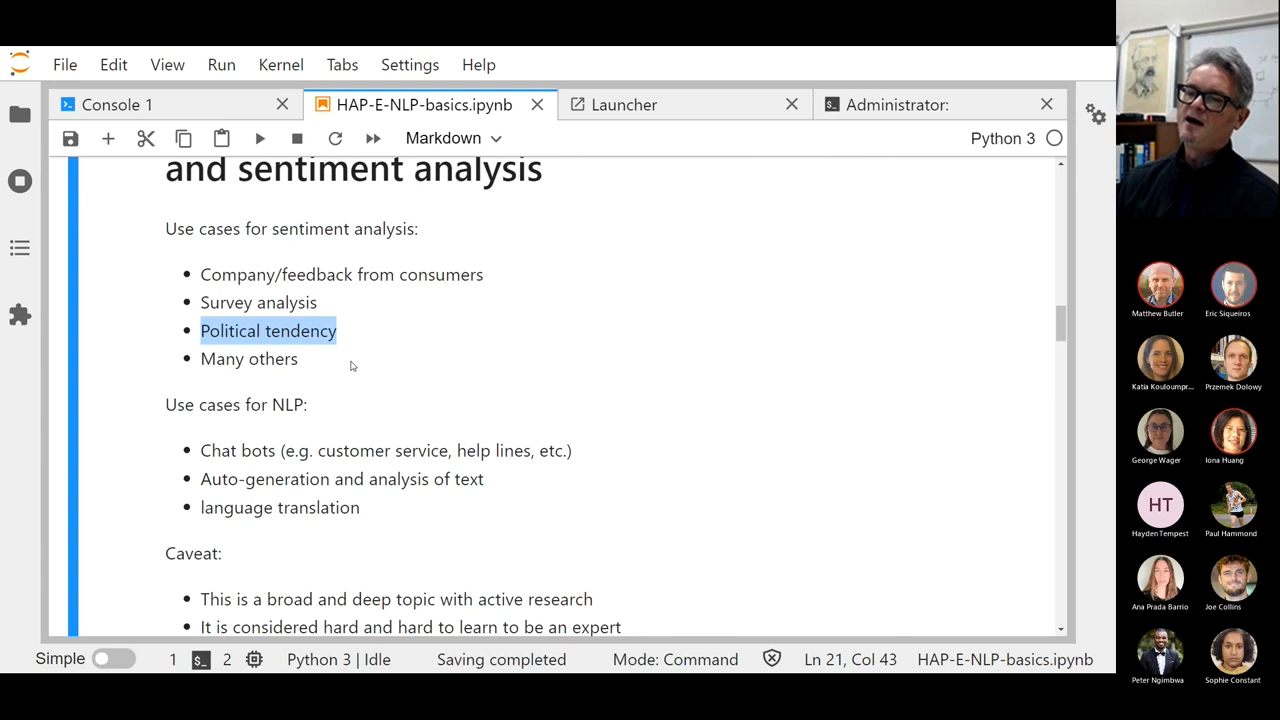 File Edit View Run Kernel Tabs Settings Help
Console 1 HAP-E-NLP-basics.ipynb Launcher Administrator:
Markdown Python 3
and sentiment analysis
Use cases for sentiment analysis:
Company/feedback from consumers
Survey analysis
Political tendency
Many others
Use cases for NLP:
Chat bots (e.g. customer service, help lines, etc.)
Auto-generation and analysis of text
language translation
Caveat:
This is a broad and deep topic with active research
It is considered hard and hard to learn to be an expert
Simple 1 2 Python 3 | Idle Saving completed Mode: Command Ln 21, Col 43 HAP-E-NLP-basics.ipynb
Matthew Butler Eric Siqueiros
Katia Kouloumpr... Przemek Dolowy
George Wager Iona Huang
HT
Hayden Tempest Paul Hammond
Ana Prada Barrio Joe Collins
Peter Ngimbwa Sophie Constant